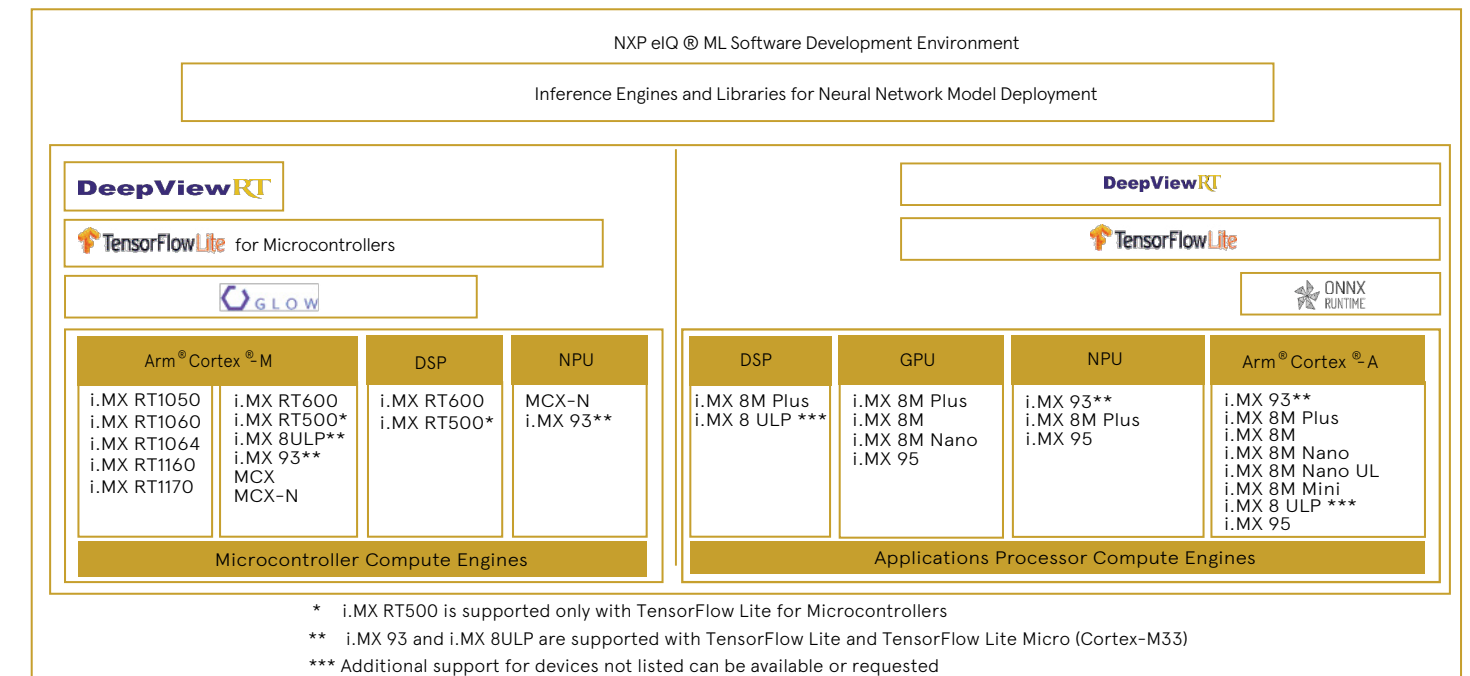 NXP eIQ ® ML Software Development Environment
Inference Engines and Libraries for Neural Network Model Deployment
DeepViewRT
TensorFlow Lite for Microcontrollers
GLOW
Arm® Cortex®-M
i.MX RT1050
i.MX RT1060
i.MX RT1064
i.MX RT1160
i.MX RT1170
i.MX RT600
i.MX RT500*
i.MX 8ULP**
i.MX 93**
MCX
MCX-N
DSP
i.MX RT600
i.MX RT500*
NPU
MCX-N
i.MX 93**
Microcontroller Compute Engines
DeepViewRT
TensorFlow Lite
ONNX
RUNTIME
DSP
i.MX 8M Plus
i.MX 8 ULP ***
GPU
i.MX 8M Plus
i.MX 8M
i.MX 8M Nano
i.MX 95
NPU
i.MX 93**
i.MX 8M Plus
i.MX 95
Arm® Cortex®-A
i.MX 93**
i.MX 8M Plus
i.MX 8M
i.MX 8M Nano
i.MX 8M Nano UL
i.MX 8M Mini
i.MX 8 ULP ***
i.MX 95
Applications Processor Compute Engines
* i.MX RT500 is supported only with TensorFlow Lite for Microcontrollers
** i.MX 93 and i.MX 8ULP are supported with TensorFlow Lite and TensorFlow Lite Micro (Cortex-M33)
*** Additional support for devices not listed can be available or requested